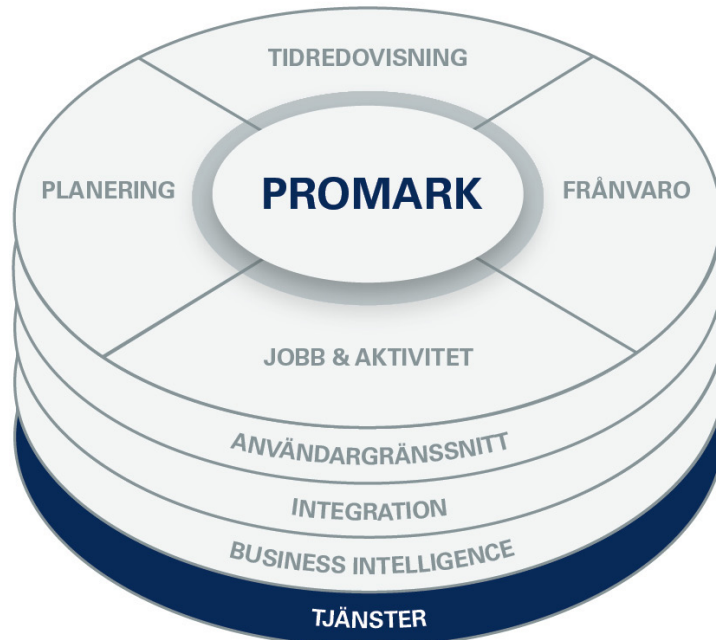 TIDREDOVISNING
PLANERING
PROMARK
FRÅNVARO
JOBB & AKTIVITET
ANVÄNDARGRÄNSSNITT
INTEGRATION
BUSINESS INTELLIGENCE
TJÄNSTER